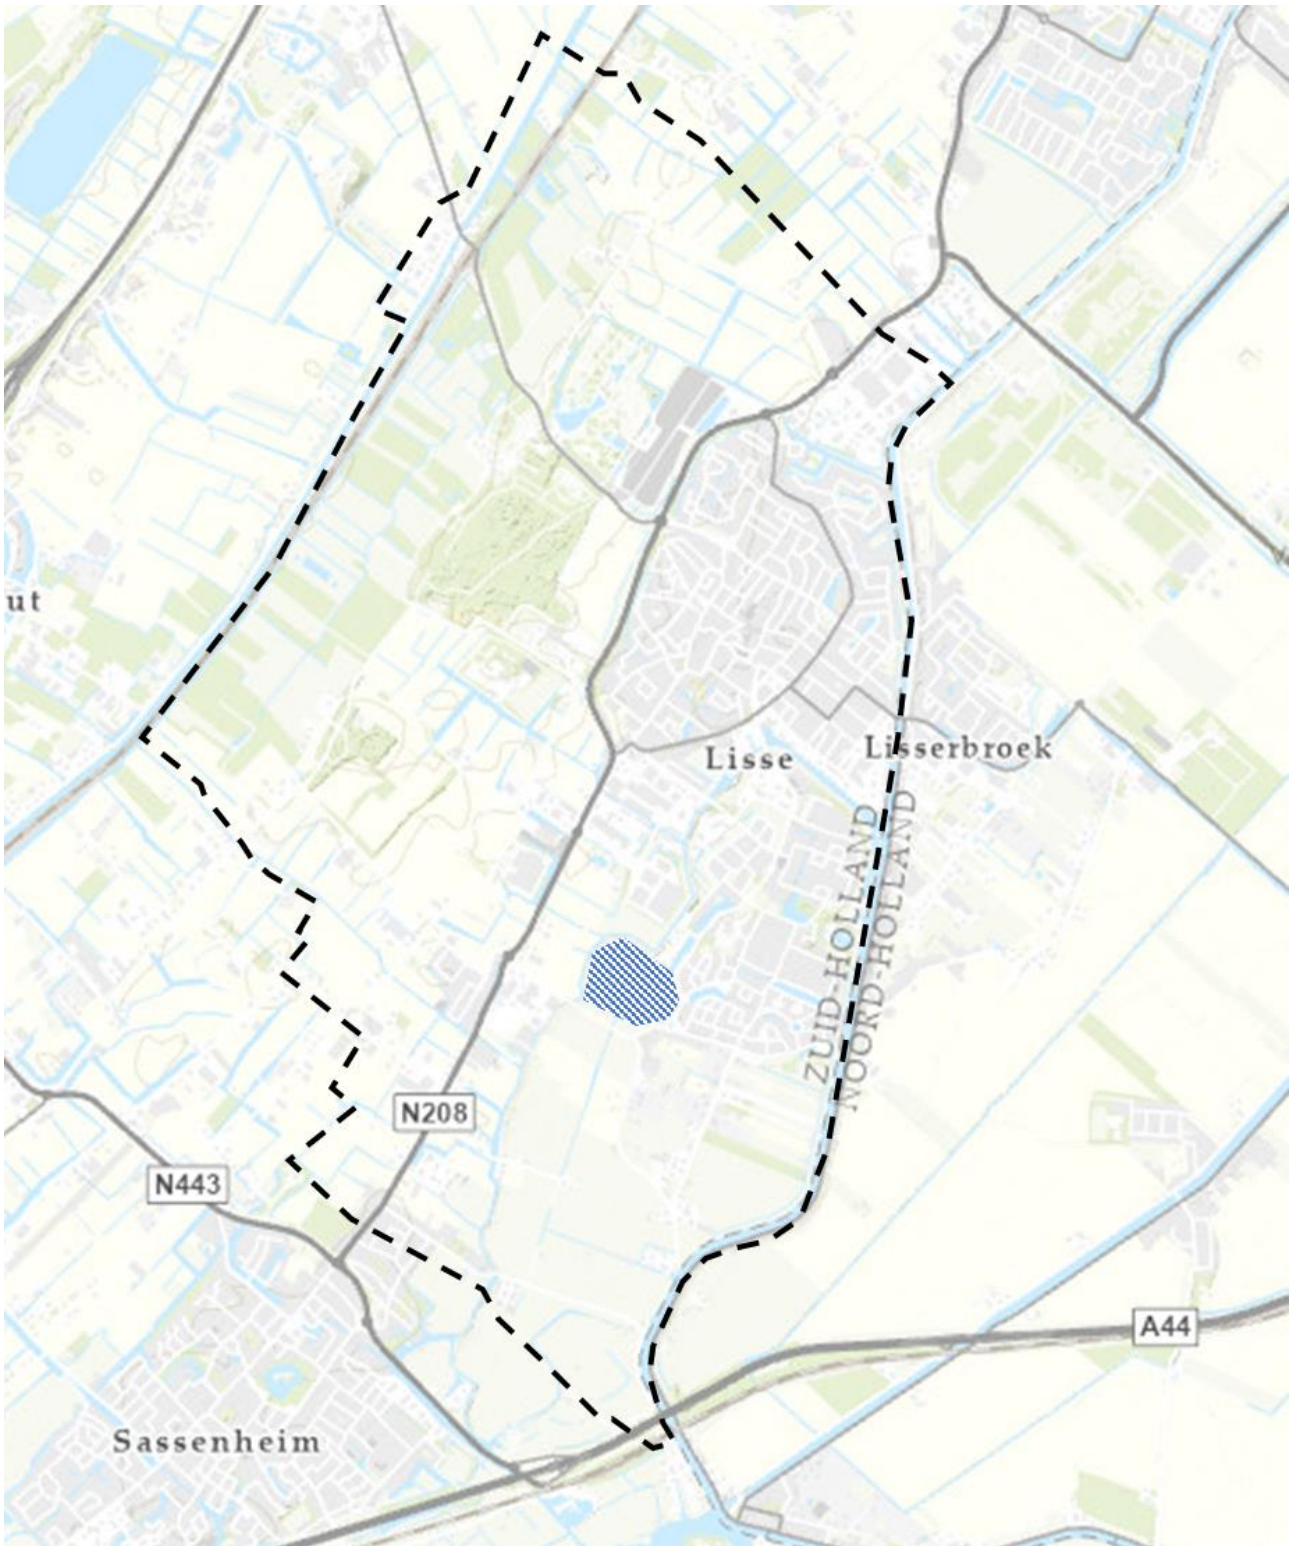 ut
Lisse
Lisserbroek
ZUID-HOLLAND
NOORD-HOLLAND
N208
N443
A44
Sassenheim